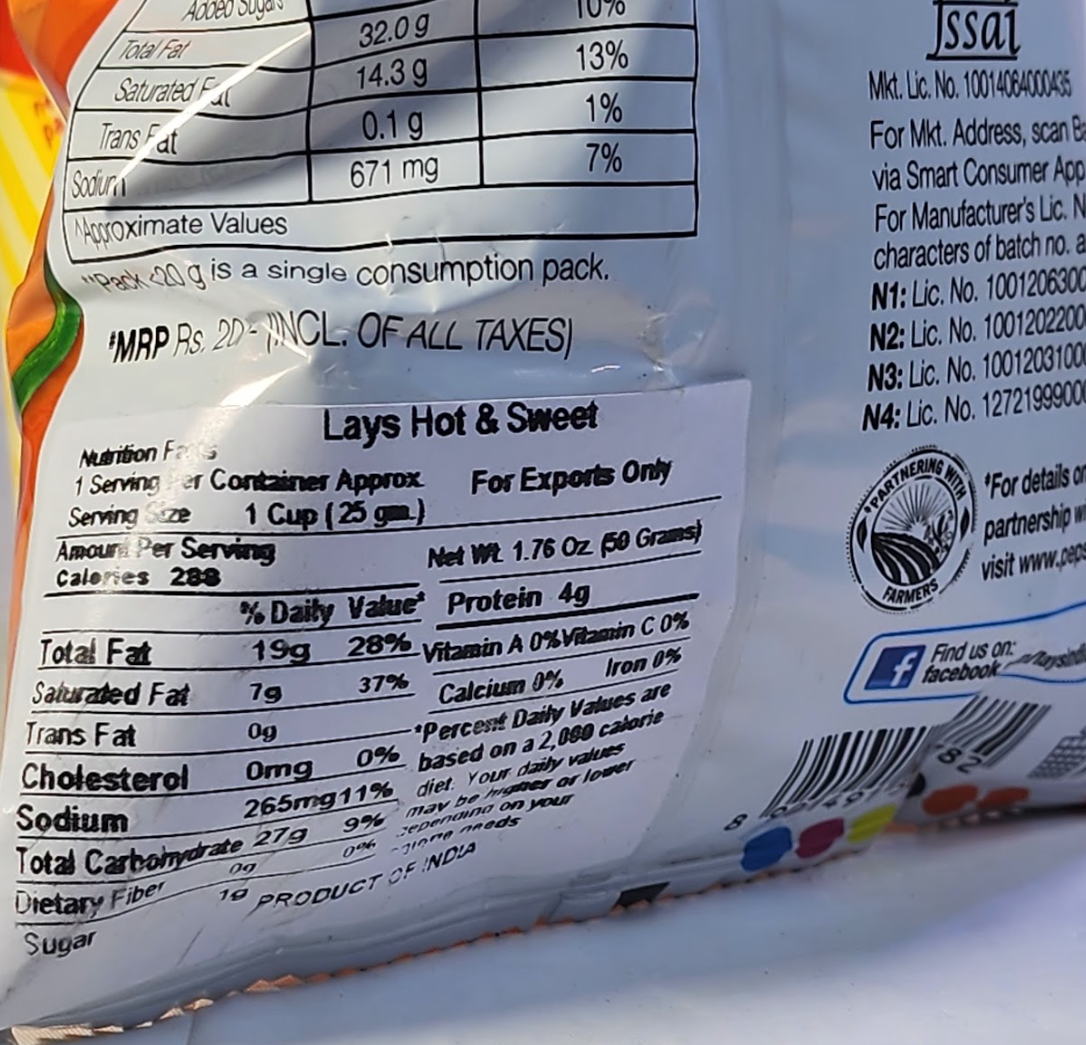 Added Sugars
Total Fat 32.0 g 10%
Saturated Fat 14.3 g 13%
Trans Fat 0.1 g 1%
Sodium 671 mg 7%
^Approximate Values
**Pack <20 g is a single consumption pack.
#MRP Rs. 20/- (INCL. OF ALL TAXES)
Lays Hot & Sweet
Nutrition Facts
1 Serving Per Container Approx
For Exports Only
Serving Size 1 Cup (25 gm.)
Amount Per Serving
Net Wt. 1.76 Oz (50 Grams)
Calories 288
% Daily Value*
Protein 4g
Total Fat 19g 28%
Vitamin A 0% Vitamin C 0%
Saturated Fat 7g 37%
Calcium 0% Iron 0%
Trans Fat 0g
Cholesterol 0mg 0%
Sodium 265mg 11%
Total Carbohydrate 27g 9%
Dietary Fiber 0g 0%
Sugar 1g
*Percent Daily Values are
based on a 2,000 calorie
diet. Your daily values
may be higher or lower
depending on your
needs
PRODUCT OF INDIA
fssai
Mkt. Lic. No. 10014064000435
For Mkt. Address, scan
via Smart Consumer App
For Manufacturer's Lic.
characters of batch no.
N1: Lic. No. 100120630
N2: Lic. No. 1001202200
N3: Lic. No. 100120310
N4: Lic. No. 127219990
PARTNERING WITH
FARMERS
*For details on
partnership
visit www.
Find us on:
facebook
8